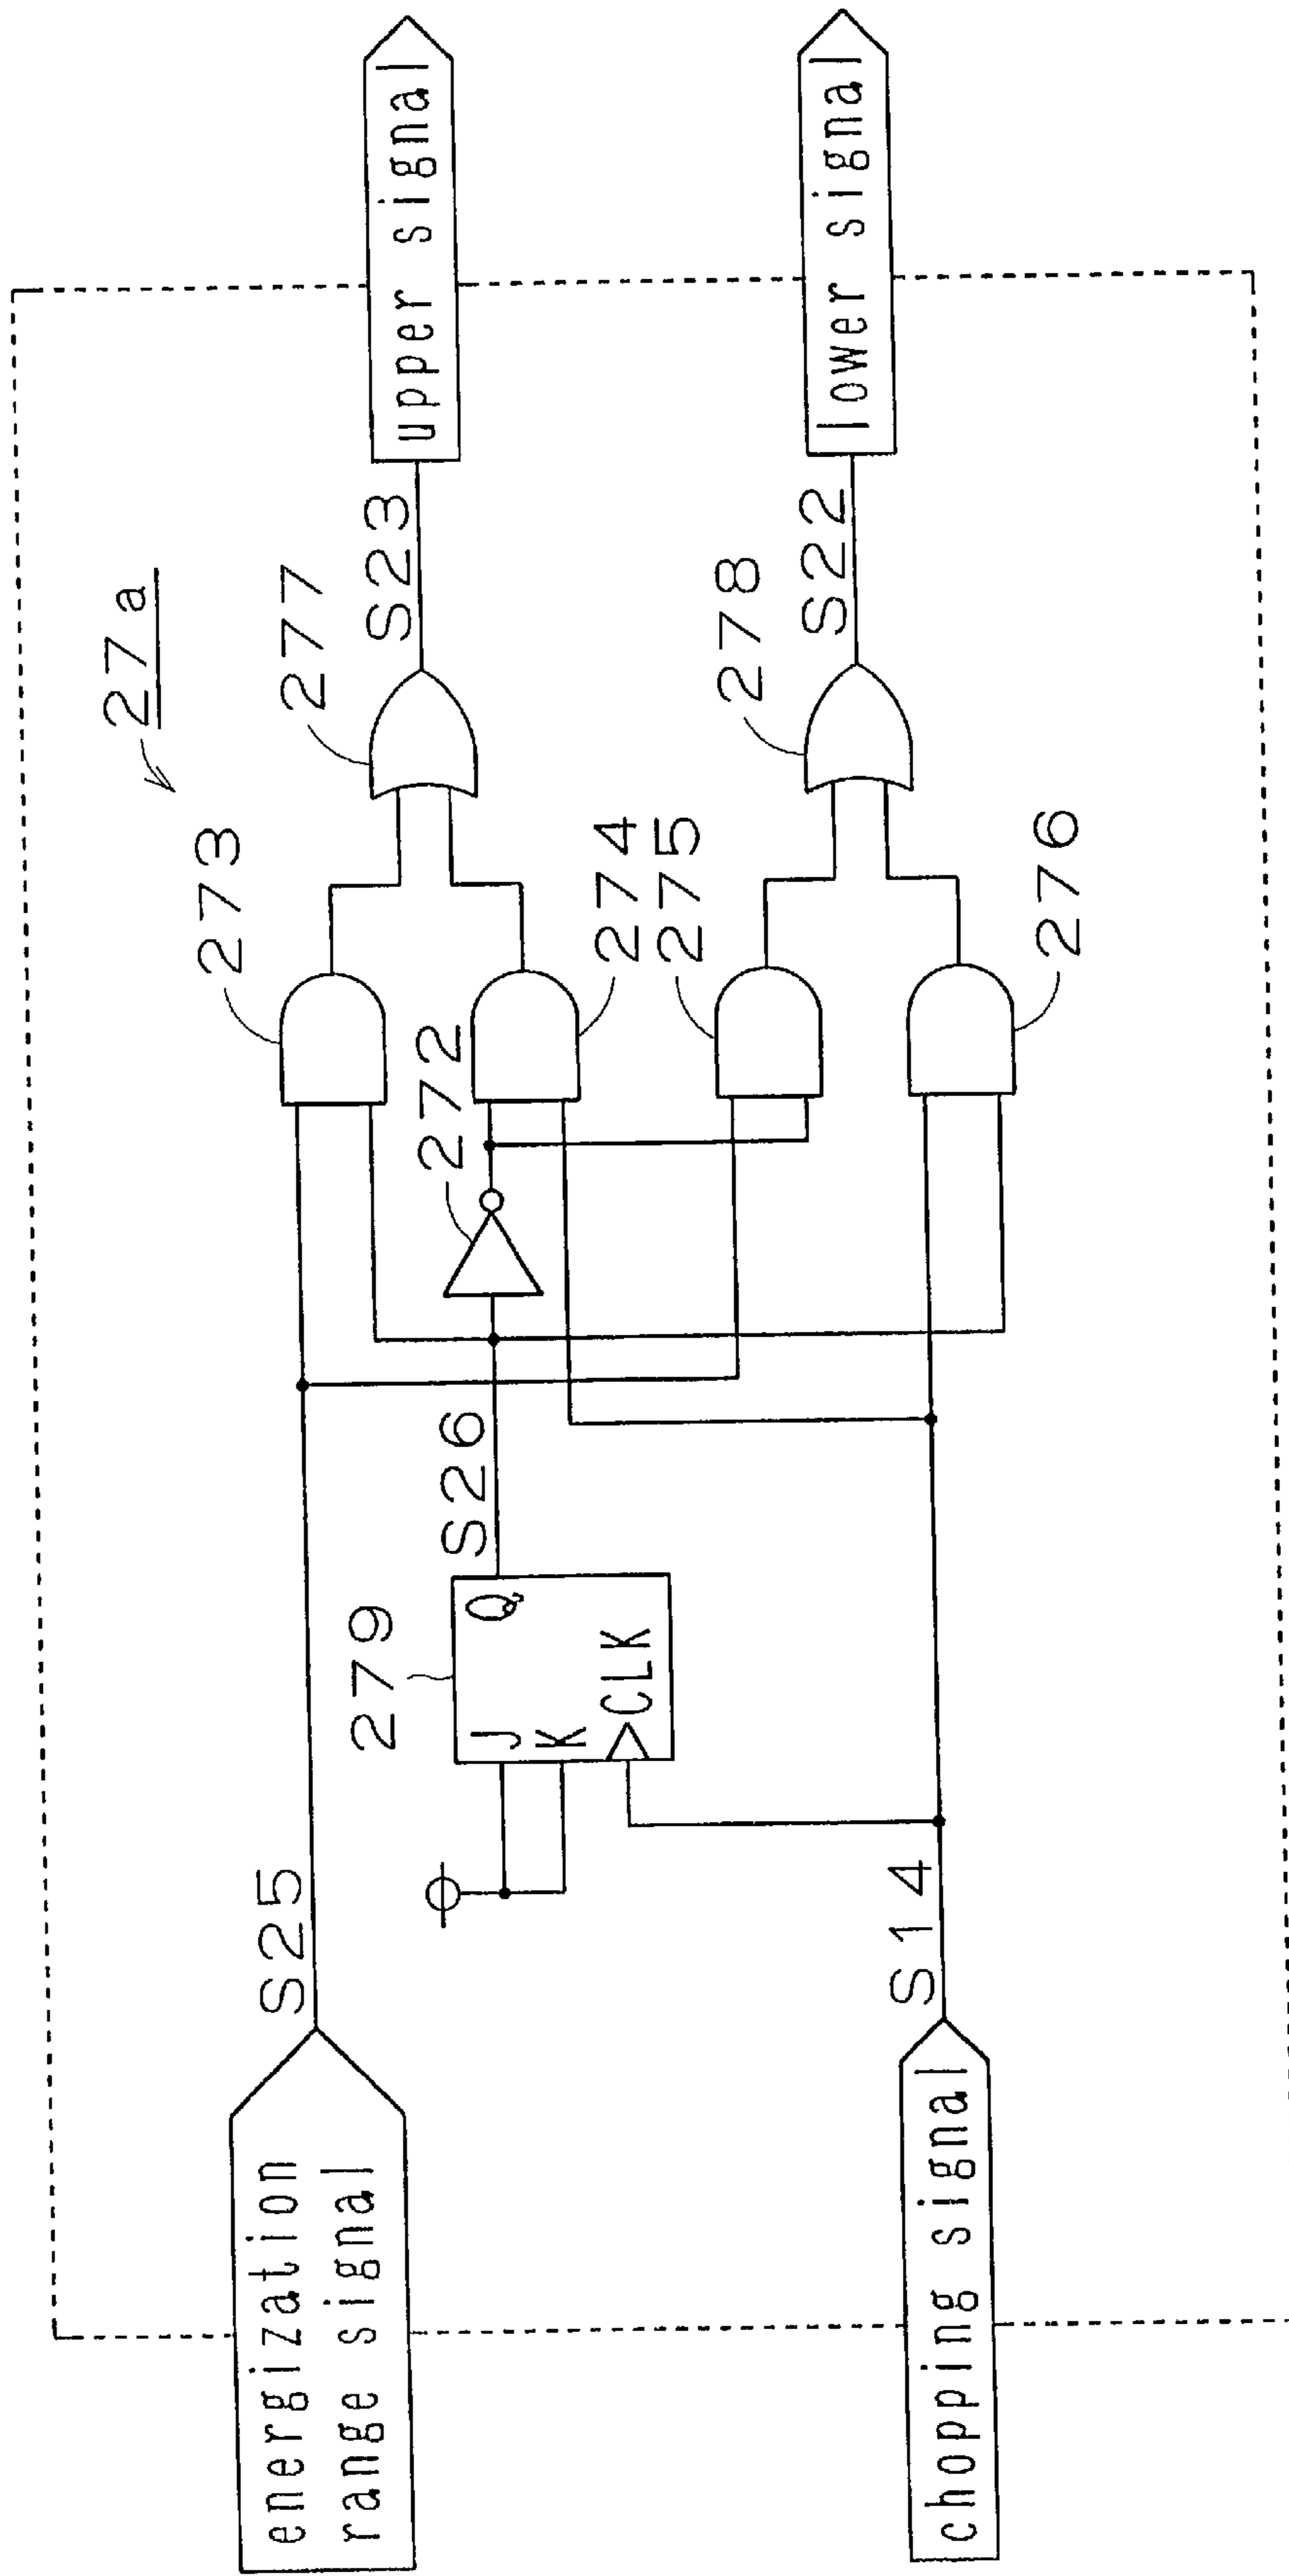 27a
energization
range signal
S25
273
277
S23
upper signal
279
J
K
CLK
Q
S26
272
274
275
278
S22
lower signal
276
chopping signal
S14